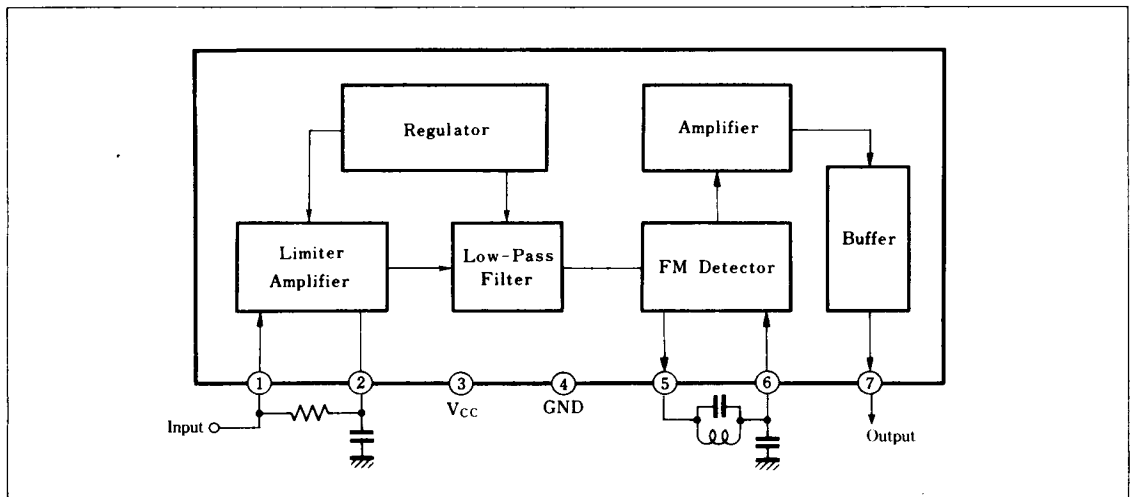 Regulator
Amplifier
Limiter
Amplifier
Low-Pass
Filter
FM Detector
Buffer
1
2
3
4
5
6
7
VCC
GND
Input
Output